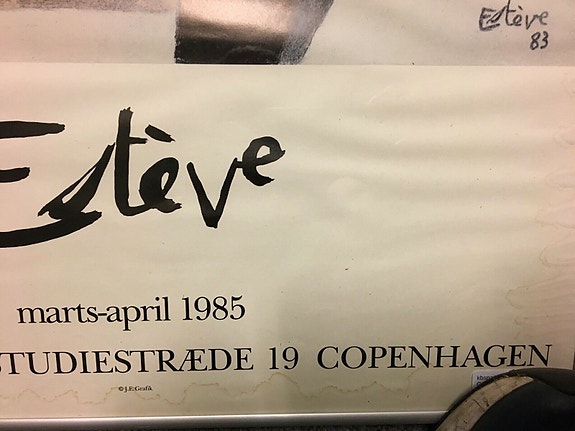 Estève
83
Estève
marts-april 1985
STUDIESTRÆDE 19 COPENHAGEN
© J.E:Grafik